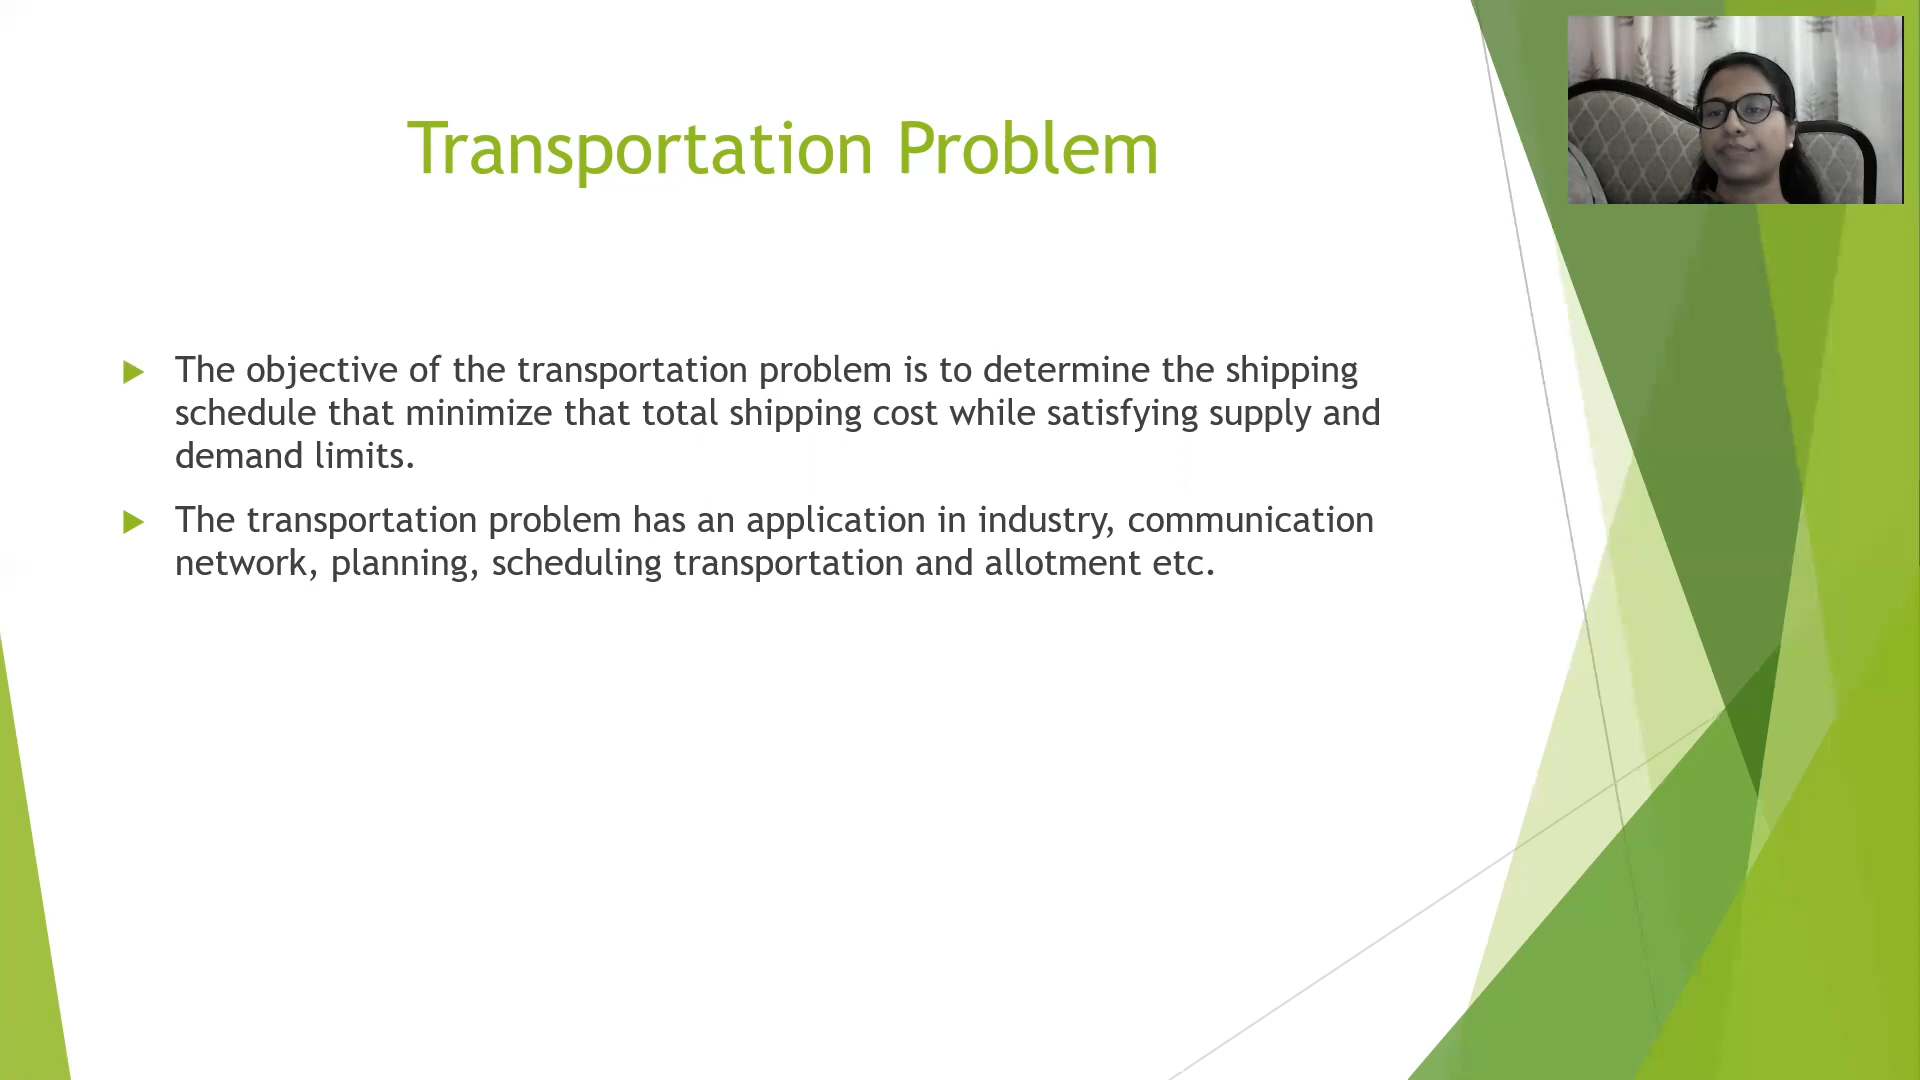 Transportation Problem
The objective of the transportation problem is to determine the shipping
schedule that minimize that total shipping cost while satisfying supply and
demand limits.
The transportation problem has an application in industry, communication
network, planning, scheduling transportation and allotment etc.